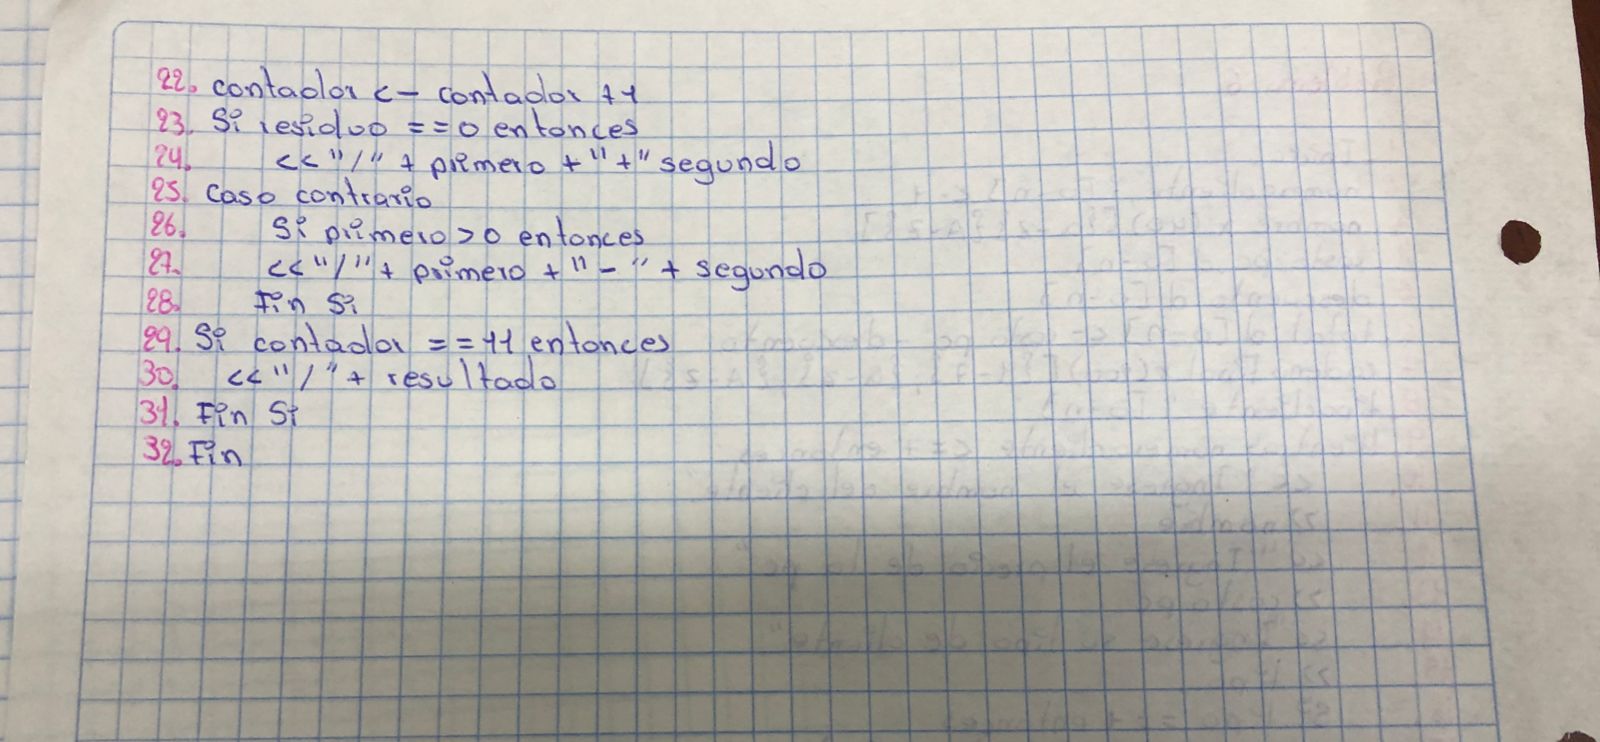 22. contador <- contador +1
23. Si residuo ==0 entonces
24. <<"/" + primero +"+" segundo
25. Caso contrario
26. Si primero>0 entonces
27. <<"/"+ primero +"-" + segundo
28. Fin Si
29. Si contador ==11 entonces
30. <<"/"+ resultado
31. Fin Si
32. Fin